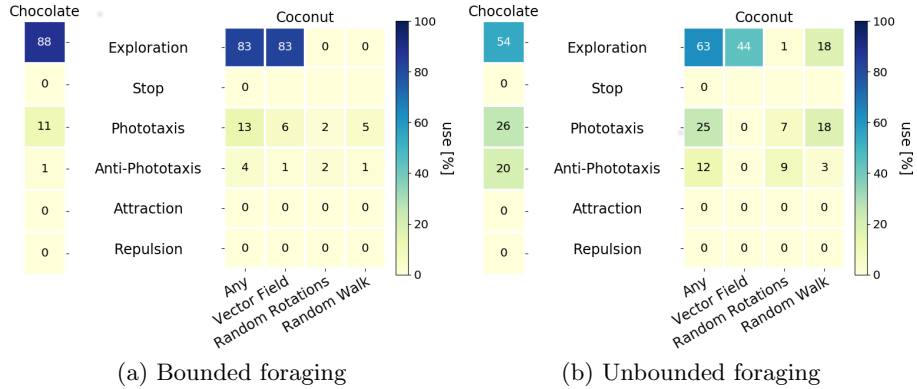 Chocolate
Coconut
88 Exploration 83 83 0 0
0 Stop 0
11 Phototaxis 13 6 2 5
1 Anti-Phototaxis 4 1 2 1
0 Attraction 0 0 0 0
0 Repulsion 0 0 0 0
Any
Vector Field
Random Rotations
Random Walk
100
80
60
40
20
0
use [%]
(a) Bounded foraging
Chocolate
Coconut
54 Exploration 63 44 1 18
0 Stop 0
26 Phototaxis 25 0 7 18
20 Anti-Phototaxis 12 0 9 3
0 Attraction 0 0 0 0
0 Repulsion 0 0 0 0
Any
Vector Field
Random Rotations
Random Walk
100
80
60
40
20
0
use [%]
(b) Unbounded foraging